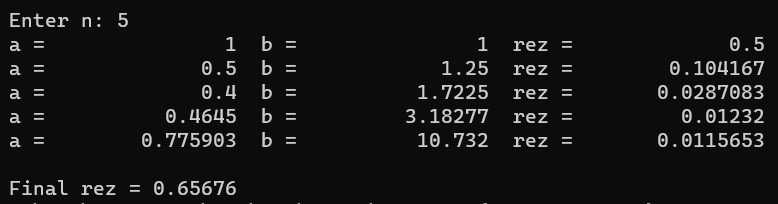 Enter n: 5
a = 1 b = 1 rez = 0.5
a = 0.5 b = 1.25 rez = 0.104167
a = 0.4 b = 1.7225 rez = 0.0287083
a = 0.4645 b = 3.18277 rez = 0.01232
a = 0.775903 b = 10.732 rez = 0.0115653
Final rez = 0.65676